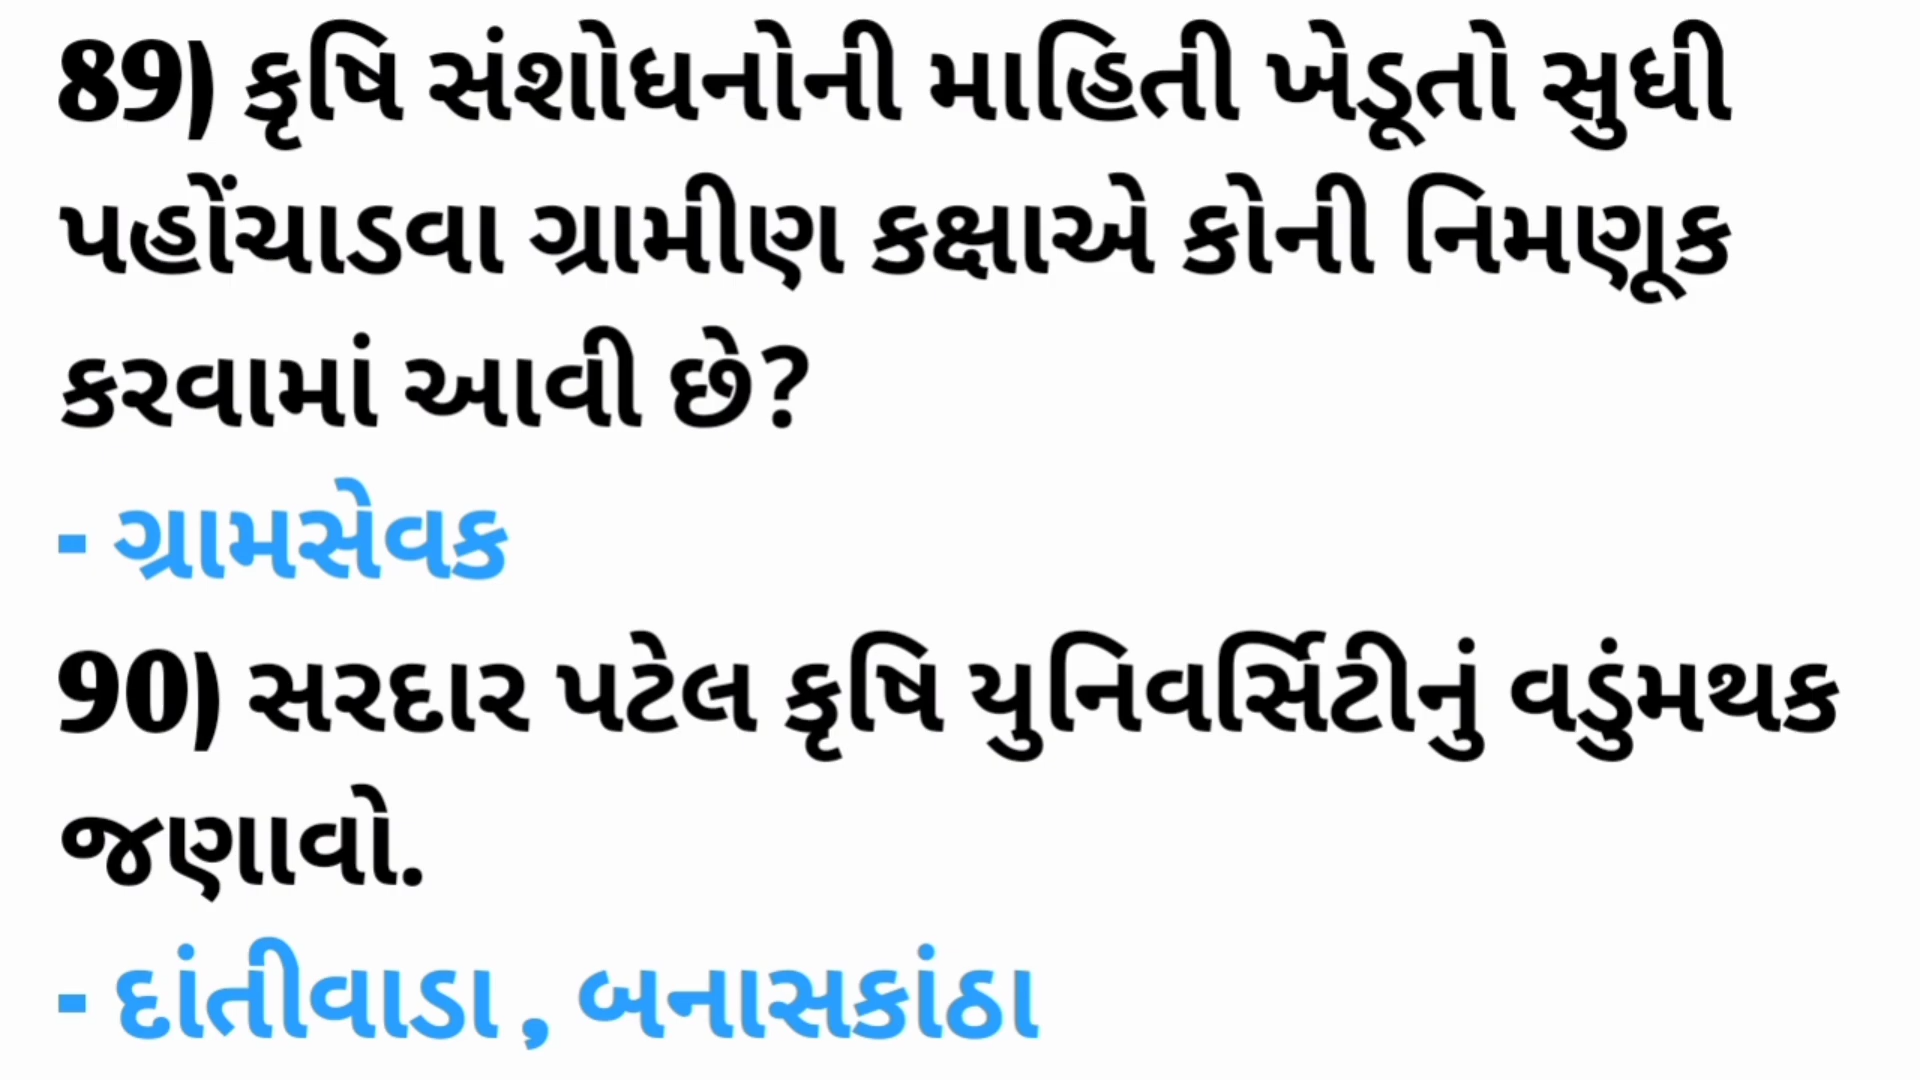 89) કૃષિ સંશોધનોની માહિતી ખેડૂતો સુધી
પહોંચાડવા ગ્રામીણ કક્ષાએ કોની નિમણૂક
કરવામાં આવી છે?
- ગ્રામસેવક
90) સરદાર પટેલ કૃષિ યુનિવર્સિટીનું વડુંમથક
જણાવો.
- દાંતીવાડા , બનાસકાંઠા